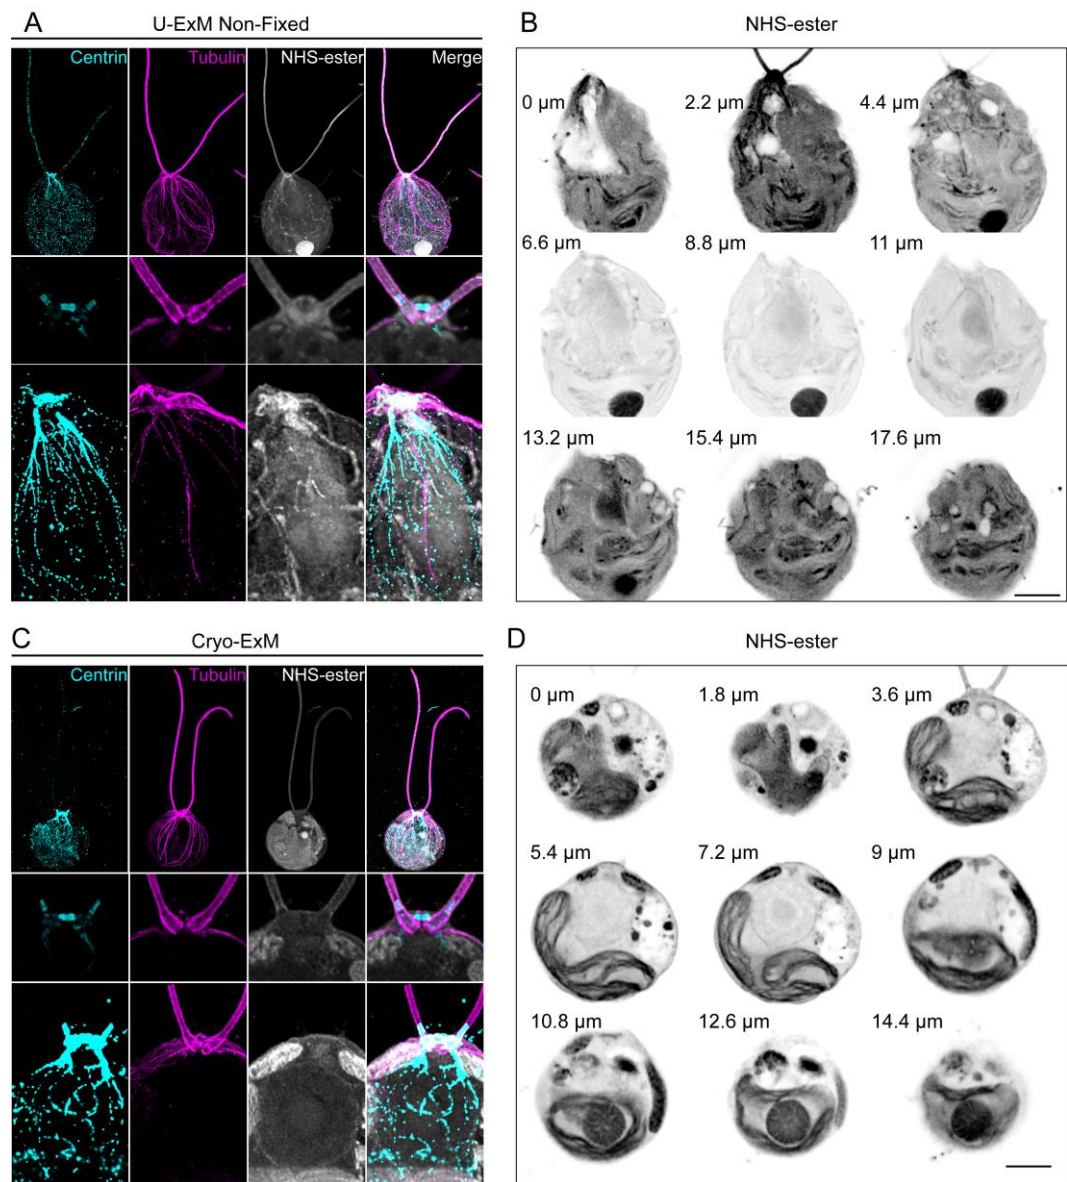 A
U-ExM Non-Fixed
Centrin Tubulin NHS-ester Merge
B
NHS-ester
0 µm 2.2 µm 4.4 µm
6.6 µm 8.8 µm 11 µm
13.2 µm 15.4 µm 17.6 µm
C
Cryo-ExM
Centrin Tubulin NHS-ester
D
NHS-ester
0 µm 1.8 µm 3.6 µm
5.4 µm 7.2 µm 9 µm
10.8 µm 12.6 µm 14.4 µm